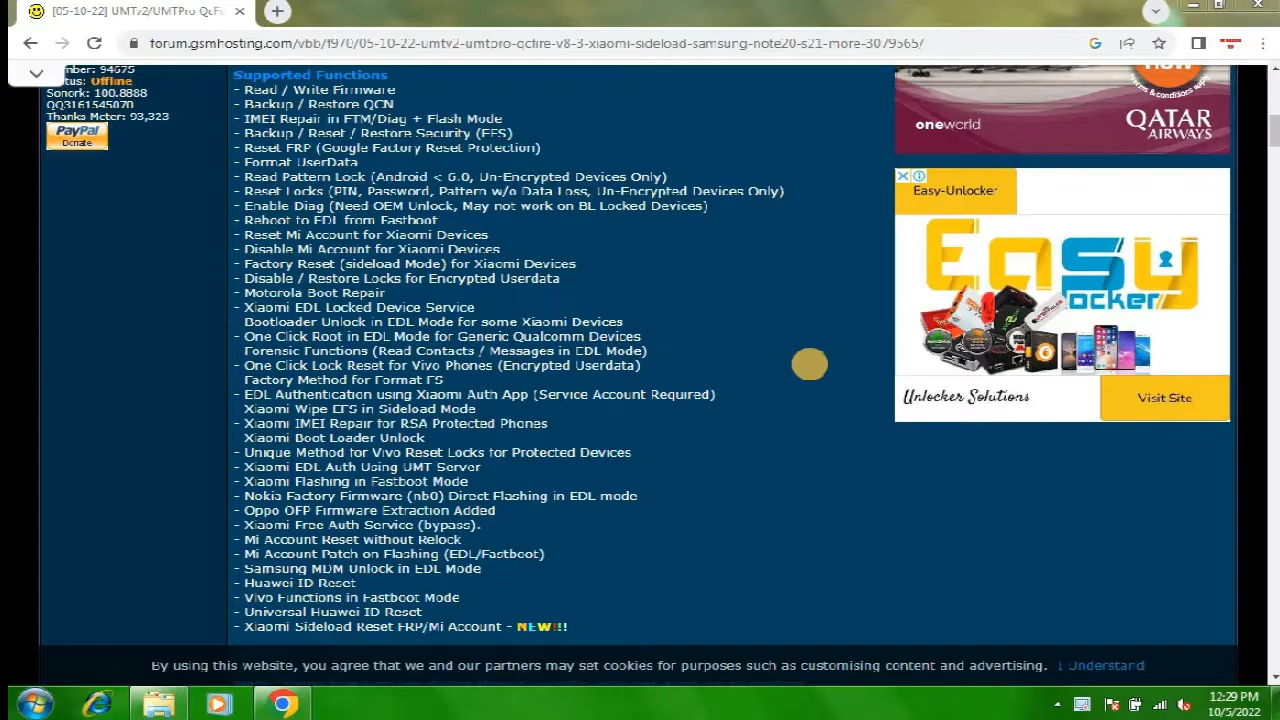 [05-10-22] UMTv2/UMTPro QcFi
forum.gsmhosting.com/vbb/f970/05-10-22-umtv2-umtpro-qcfire-v8-3-xiaomi-sideload-samsung-note20-s21-more-3079565/
mber: 94675
tatus: Offline
Sonork: 100.8888
QQ3161545070
Thanks Meter: 93,323
PayPal
Donate
Supported Functions
- Read / Write Firmware
- Backup / Restore QCN
- IMEI Repair in FTM/Diag + Flash Mode
- Backup / Reset / Restore Security (EFS)
- Reset FRP (Google Factory Reset Protection)
- Format UserData
- Read Pattern Lock (Android < 6.0, Un-Encrypted Devices Only)
- Reset Locks (PIN, Password, Pattern w/o Data Loss, Un-Encrypted Devices Only)
- Enable Diag (Need OEM Unlock, May not work on BL Locked Devices)
- Reboot to EDL from Fastboot
- Reset Mi Account for Xiaomi Devices
- Disable Mi Account for Xiaomi Devices
- Factory Reset (sideload Mode) for Xiaomi Devices
- Disable / Restore Locks for Encrypted Userdata
- Motorola Boot Repair
- Xiaomi EDL Locked Device Service
Bootloader Unlock in EDL Mode for some Xiaomi Devices
- One Click Root in EDL Mode for Generic Qualcomm Devices
Forensic Functions (Read Contacts / Messages in EDL Mode)
- One Click Lock Reset for Vivo Phones (Encrypted Userdata)
Factory Method for Format FS
- EDL Authentication using Xiaomi Auth App (Service Account Required)
Xiaomi Wipe EFS in Sideload Mode
- Xiaomi IMEI Repair for RSA Protected Phones
Xiaomi Boot Loader Unlock
- Unique Method for Vivo Reset Locks for Protected Devices
- Xiaomi EDL Auth Using UMT Server
- Xiaomi Flashing in Fastboot Mode
- Nokia Factory Firmware (nb0) Direct Flashing in EDL mode
- Oppo OFP Firmware Extraction Added
- Xiaomi Free Auth Service (bypass).
- Mi Account Reset without Relock
- Mi Account Patch on Flashing (EDL/Fastboot)
- Samsung MDM Unlock in EDL Mode
- Huawei ID Reset
- Vivo Functions in Fastboot Mode
- Universal Huawei ID Reset
- Xiaomi Sideload Reset FRP/Mi Account - NEW!!!
terms & conditions apply
oneworld
QATAR
AIRWAYS
Easy-Unlocker
Easy
locker
Unlocker Solutions
Visit Site
By using this website, you agree that we and our partners may set cookies for purposes such as customising content and advertising. I Understand
12:29 PM
10/5/2022